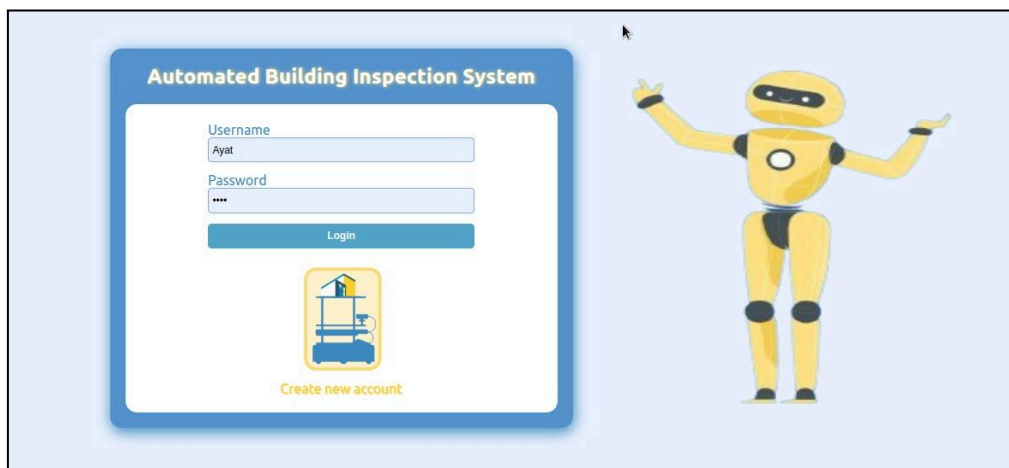 Automated Building Inspection System
Username
Ayat
Password
••••
Login
Create new account